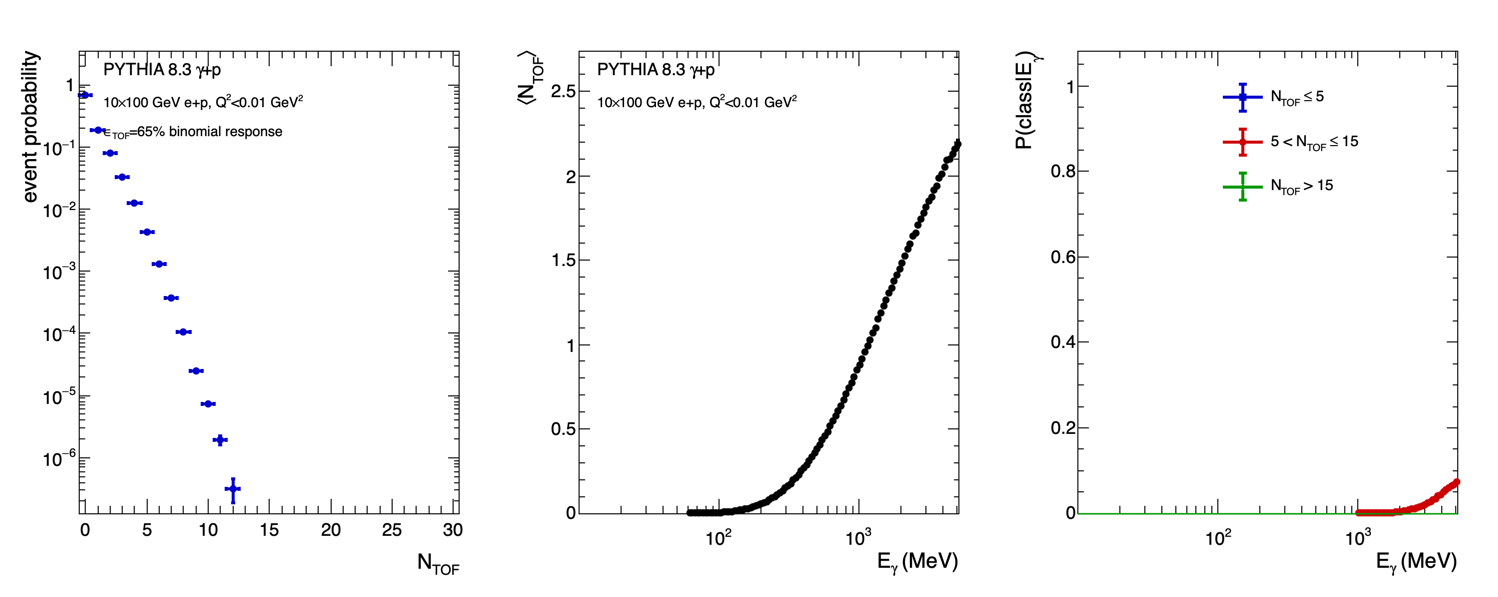 event probability
PYTHIA 8.3 γ+p
10×100 GeV e+p, Q²<0.01 GeV²
ϵ_TOF=65% binomial response
1
10⁻¹
10⁻²
10⁻³
10⁻⁴
10⁻⁵
10⁻⁶
0 5 10 15 20 25 30
N_TOF
⟨N_TOF⟩
PYTHIA 8.3 γ+p
10×100 GeV e+p, Q²<0.01 GeV²
2.5
2
1.5
1
0.5
0
10² 10³
E_γ (MeV)
P(class|E_γ)
N_TOF ≤ 5
5 < N_TOF ≤ 15
N_TOF > 15
1
0.8
0.6
0.4
0.2
0
10² 10³
E_γ (MeV)